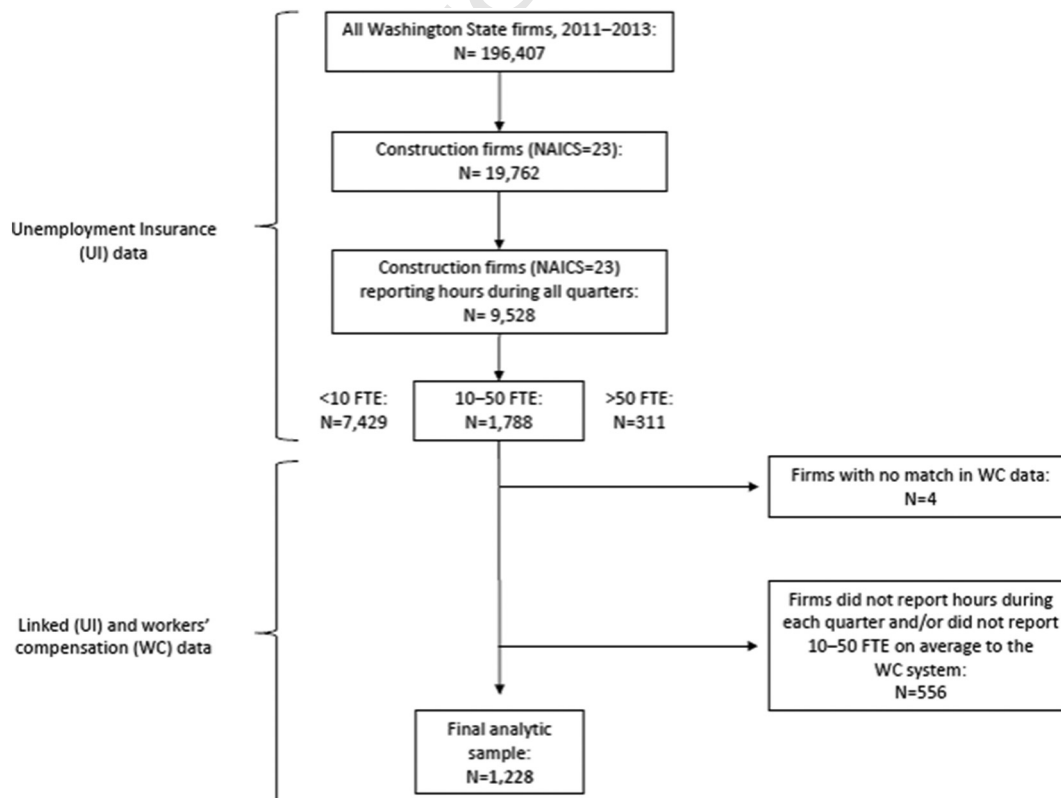 All Washington State firms, 2011–2013:
N= 196,407
Construction firms (NAICS=23):
N= 19,762
Unemployment Insurance
(UI) data
Construction firms (NAICS=23)
reporting hours during all quarters:
N= 9,528
<10 FTE:
N=7,429
10–50 FTE:
N=1,788
>50 FTE:
N=311
Firms with no match in WC data:
N=4
Linked (UI) and workers’
compensation (WC) data
Firms did not report hours during
each quarter and/or did not report
10–50 FTE on average to the
WC system:
N=556
Final analytic
sample:
N=1,228